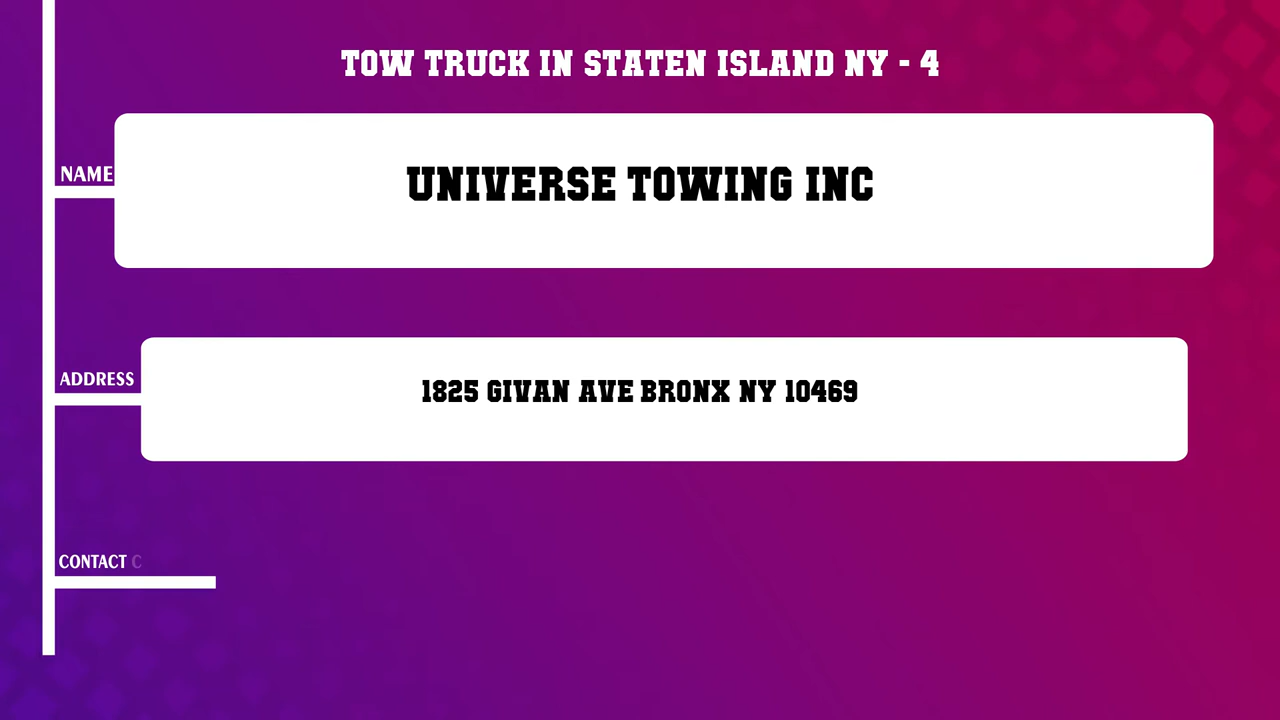 TOW TRUCK IN STATEN ISLAND NY - 4
NAME
UNIVERSE TOWING INC
ADDRESS
1825 GIVAN AVE BRONX NY 10469
CONTACT C